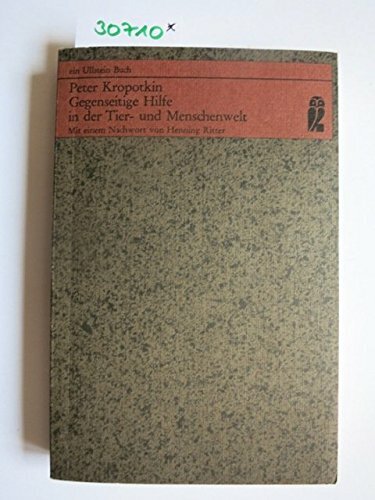 30710 x
ein Ullstein Buch
Peter Kropotkin
Gegenseitige Hilfe
in der Tier- und Menschenwelt
Mit einem Nachwort von Henning Ritter